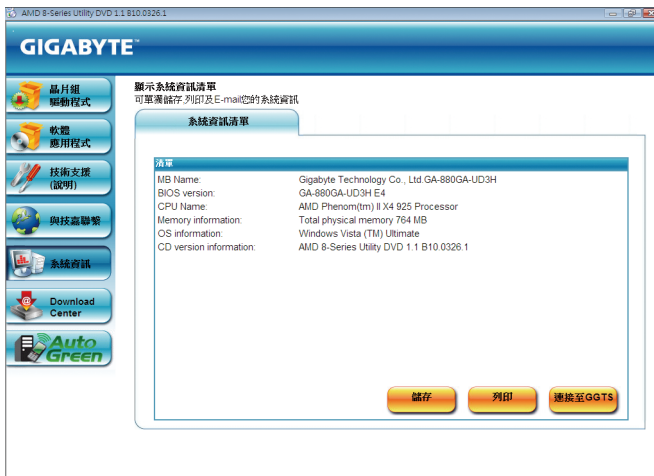 AMD 8-Series Utility DVD 1.1 B10.0326.1
GIGABYTE™
晶片組
驅動程式
軟體
應用程式
技術支援
(說明)
與技嘉聯繫
系統資訊
Download
Center
Auto
Green
顯示系統資訊清單
可單獨儲存,列印及E-mail您的系統資訊
系統資訊清單
清單
MB Name: Gigabyte Technology Co., Ltd.GA-880GA-UD3H
BIOS version: GA-880GA-UD3H E4
CPU Name: AMD Phenom(tm) II X4 925 Processor
Memory information: Total physical memory 764 MB
OS information: Windows Vista (TM) Ultimate
CD version information: AMD 8-Series Utility DVD 1.1 B10.0326.1
儲存 列印 連接至GGTS